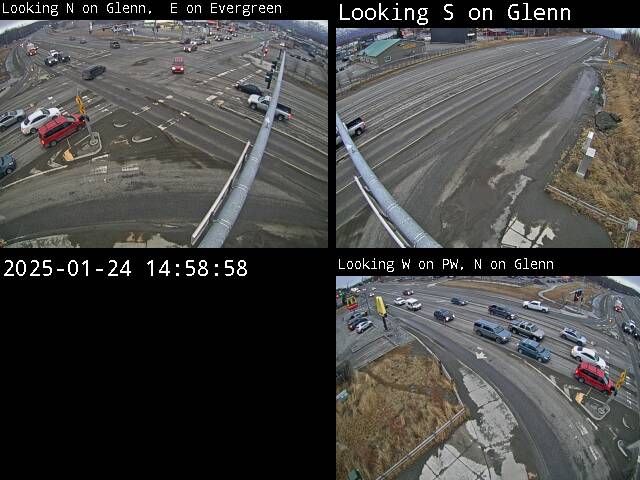 Looking N on Glenn, E on Evergreen
Looking S on Glenn
2025-01-24 14:58:58
Looking W on PW, N on Glenn